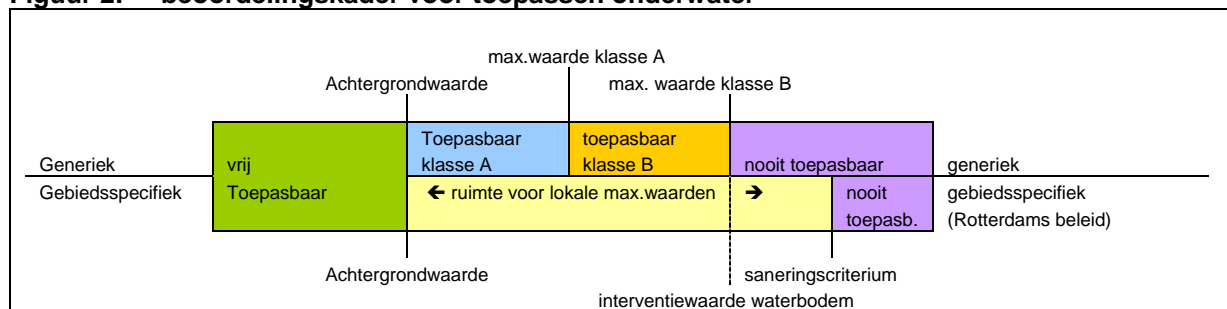 Figuur 2: beoordelingskader voor toepassen onderwater
max.waarde klasse A
Achtergrondwaarde max. waarde klasse B
Toepasbaar toepasbaar
Generiek vrij klasse A klasse B nooit toepasbaar generiek
Gebiedsspecifiek Toepasbaar ← ruimte voor lokale max.waarden → nooit gebiedsspecifiek
toepasb. (Rotterdams beleid)
Achtergrondwaarde saneringscriterium
interventiewaarde waterbodem